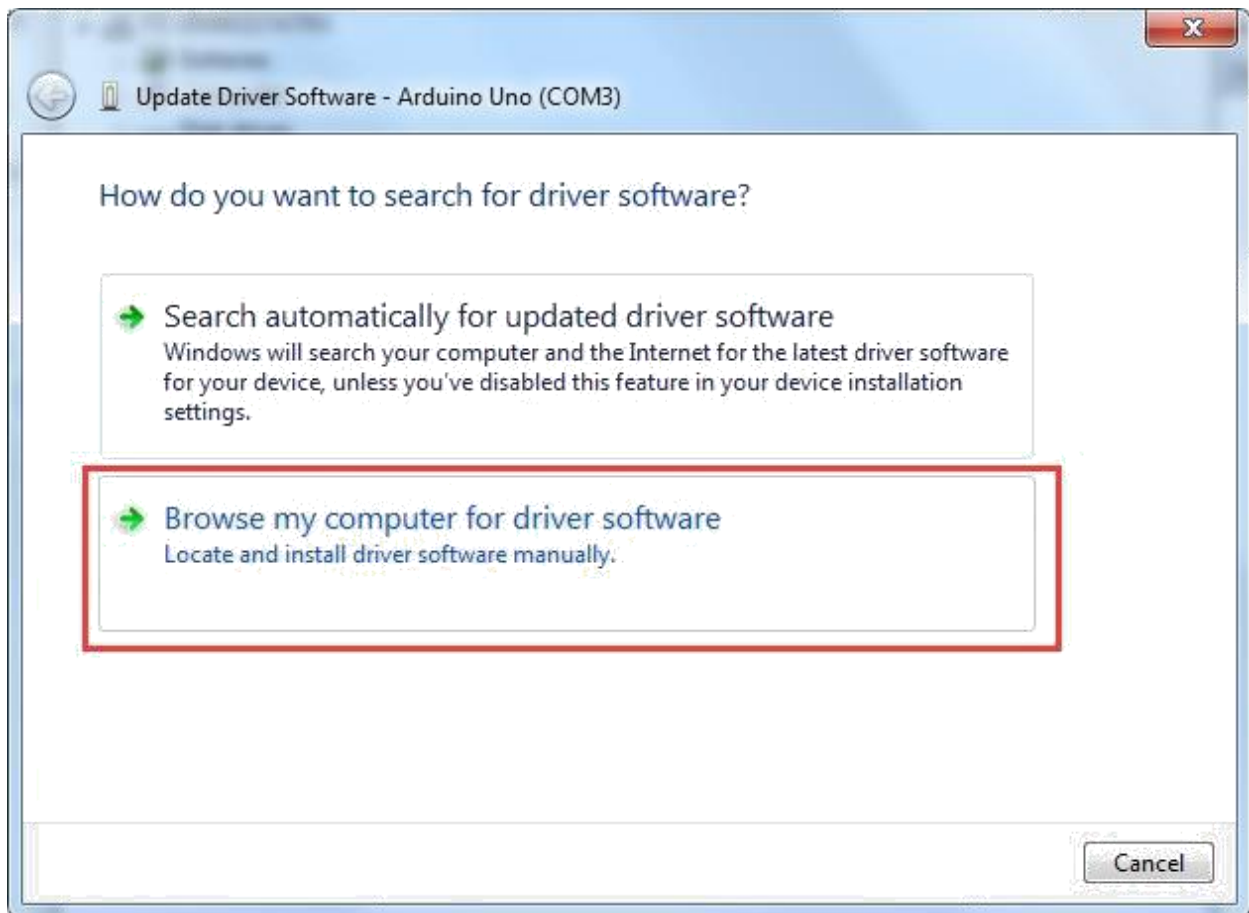 Update Driver Software - Arduino Uno (COM3)
How do you want to search for driver software?
Search automatically for updated driver software
Windows will search your computer and the Internet for the latest driver software
for your device, unless you've disabled this feature in your device installation
settings.
Browse my computer for driver software
Locate and install driver software manually.
Cancel